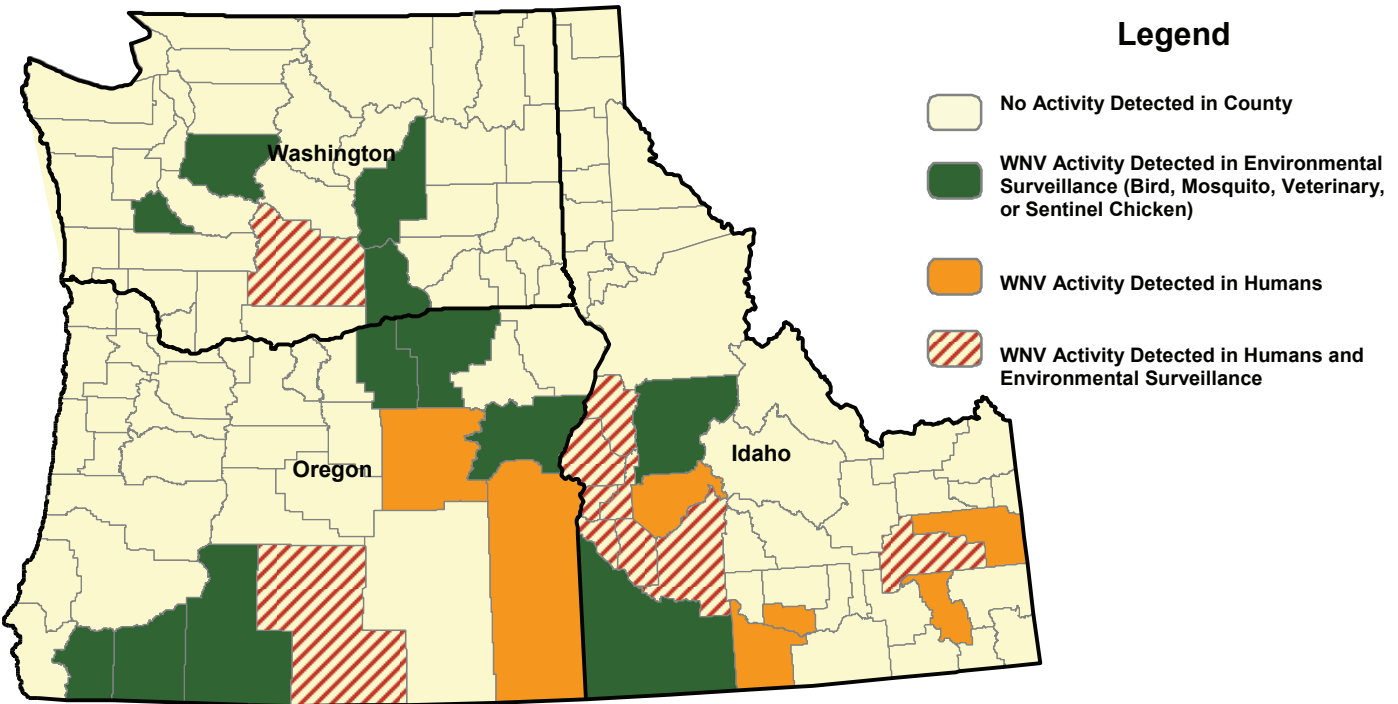 Legend
No Activity Detected in County
WNV Activity Detected in Environmental
Surveillance (Bird, Mosquito, Veterinary,
or Sentinel Chicken)
WNV Activity Detected in Humans
WNV Activity Detected in Humans and
Environmental Surveillance
Washington
Oregon
Idaho